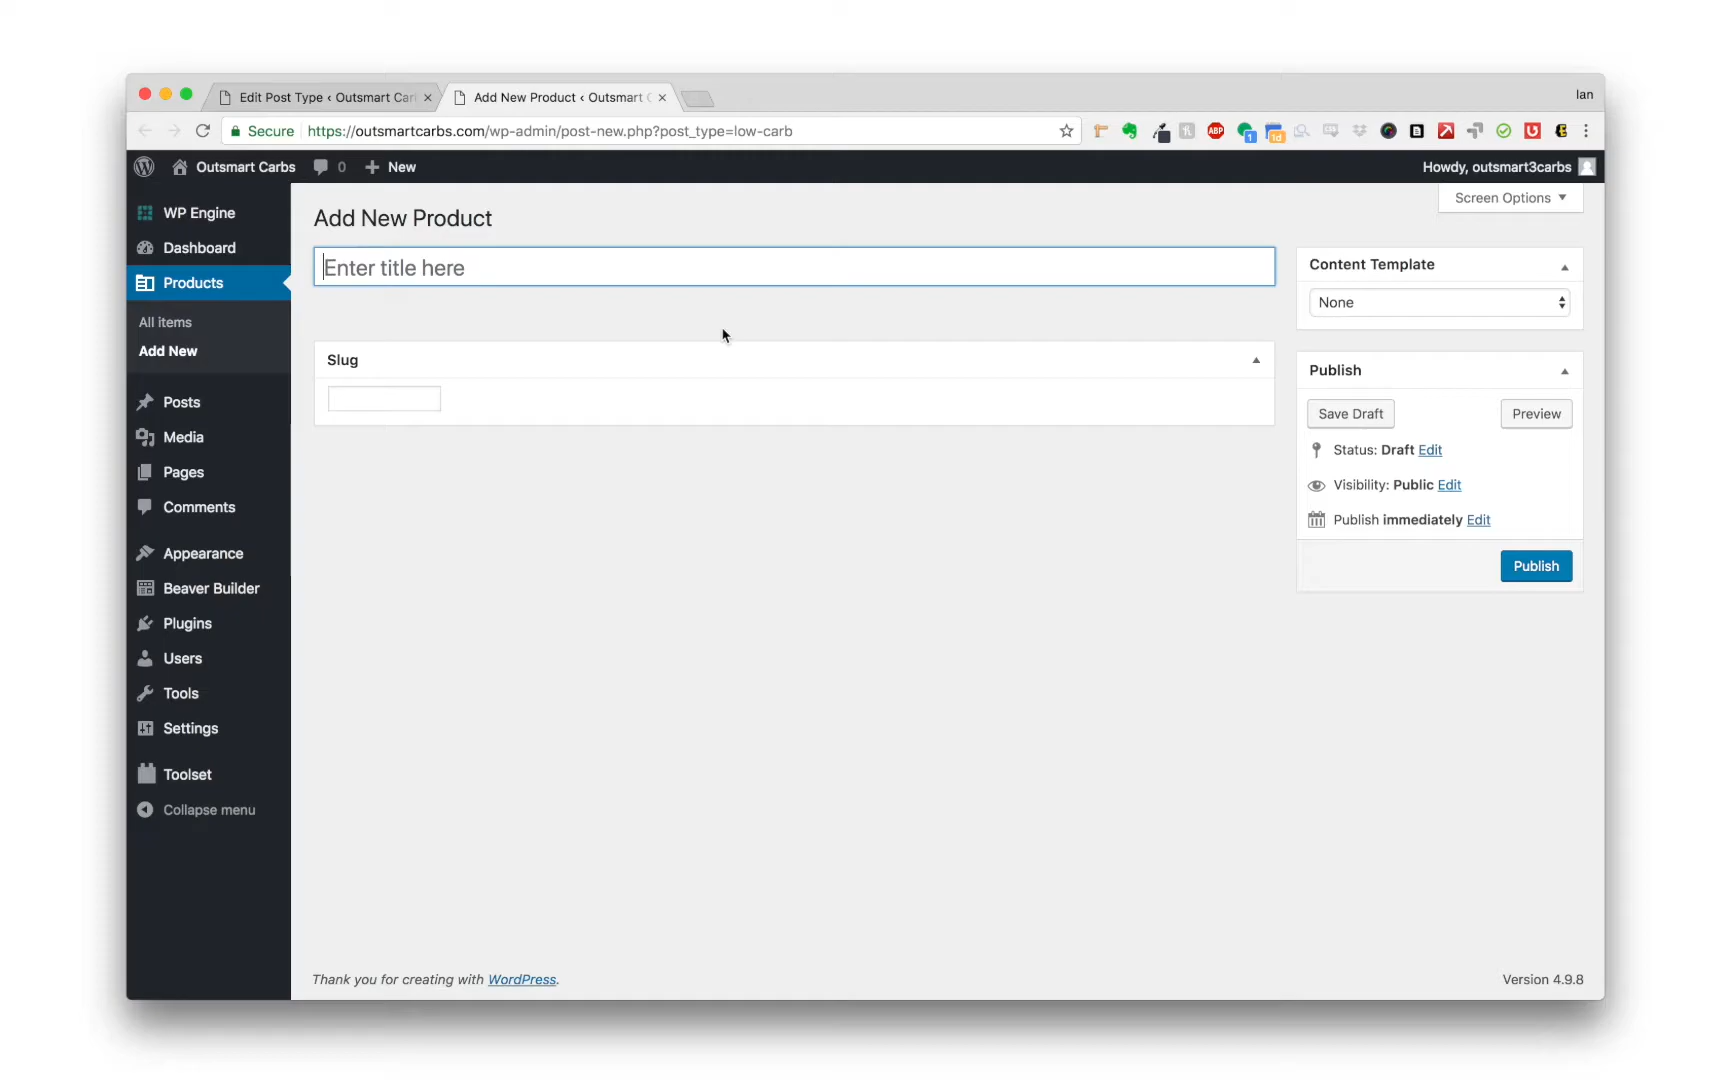 Edit Post Type ‹ Outsmart Car
Add New Product ‹ Outsmart
Ian
Secure
https://outsmartcarbs.com/wp-admin/post-new.php?post_type=low-carb
ABP
1
1d
Outsmart Carbs
0
New
Howdy, outsmart3carbs
Screen Options
WP Engine
Dashboard
Products
All items
Add New
Posts
Media
Pages
Comments
Appearance
Beaver Builder
Plugins
Users
Tools
Settings
Toolset
Collapse menu
Add New Product
Enter title here
Slug
Content Template
None
Publish
Save Draft
Preview
Status: Draft Edit
Visibility: Public Edit
Publish immediately Edit
Publish
Thank you for creating with WordPress.
Version 4.9.8